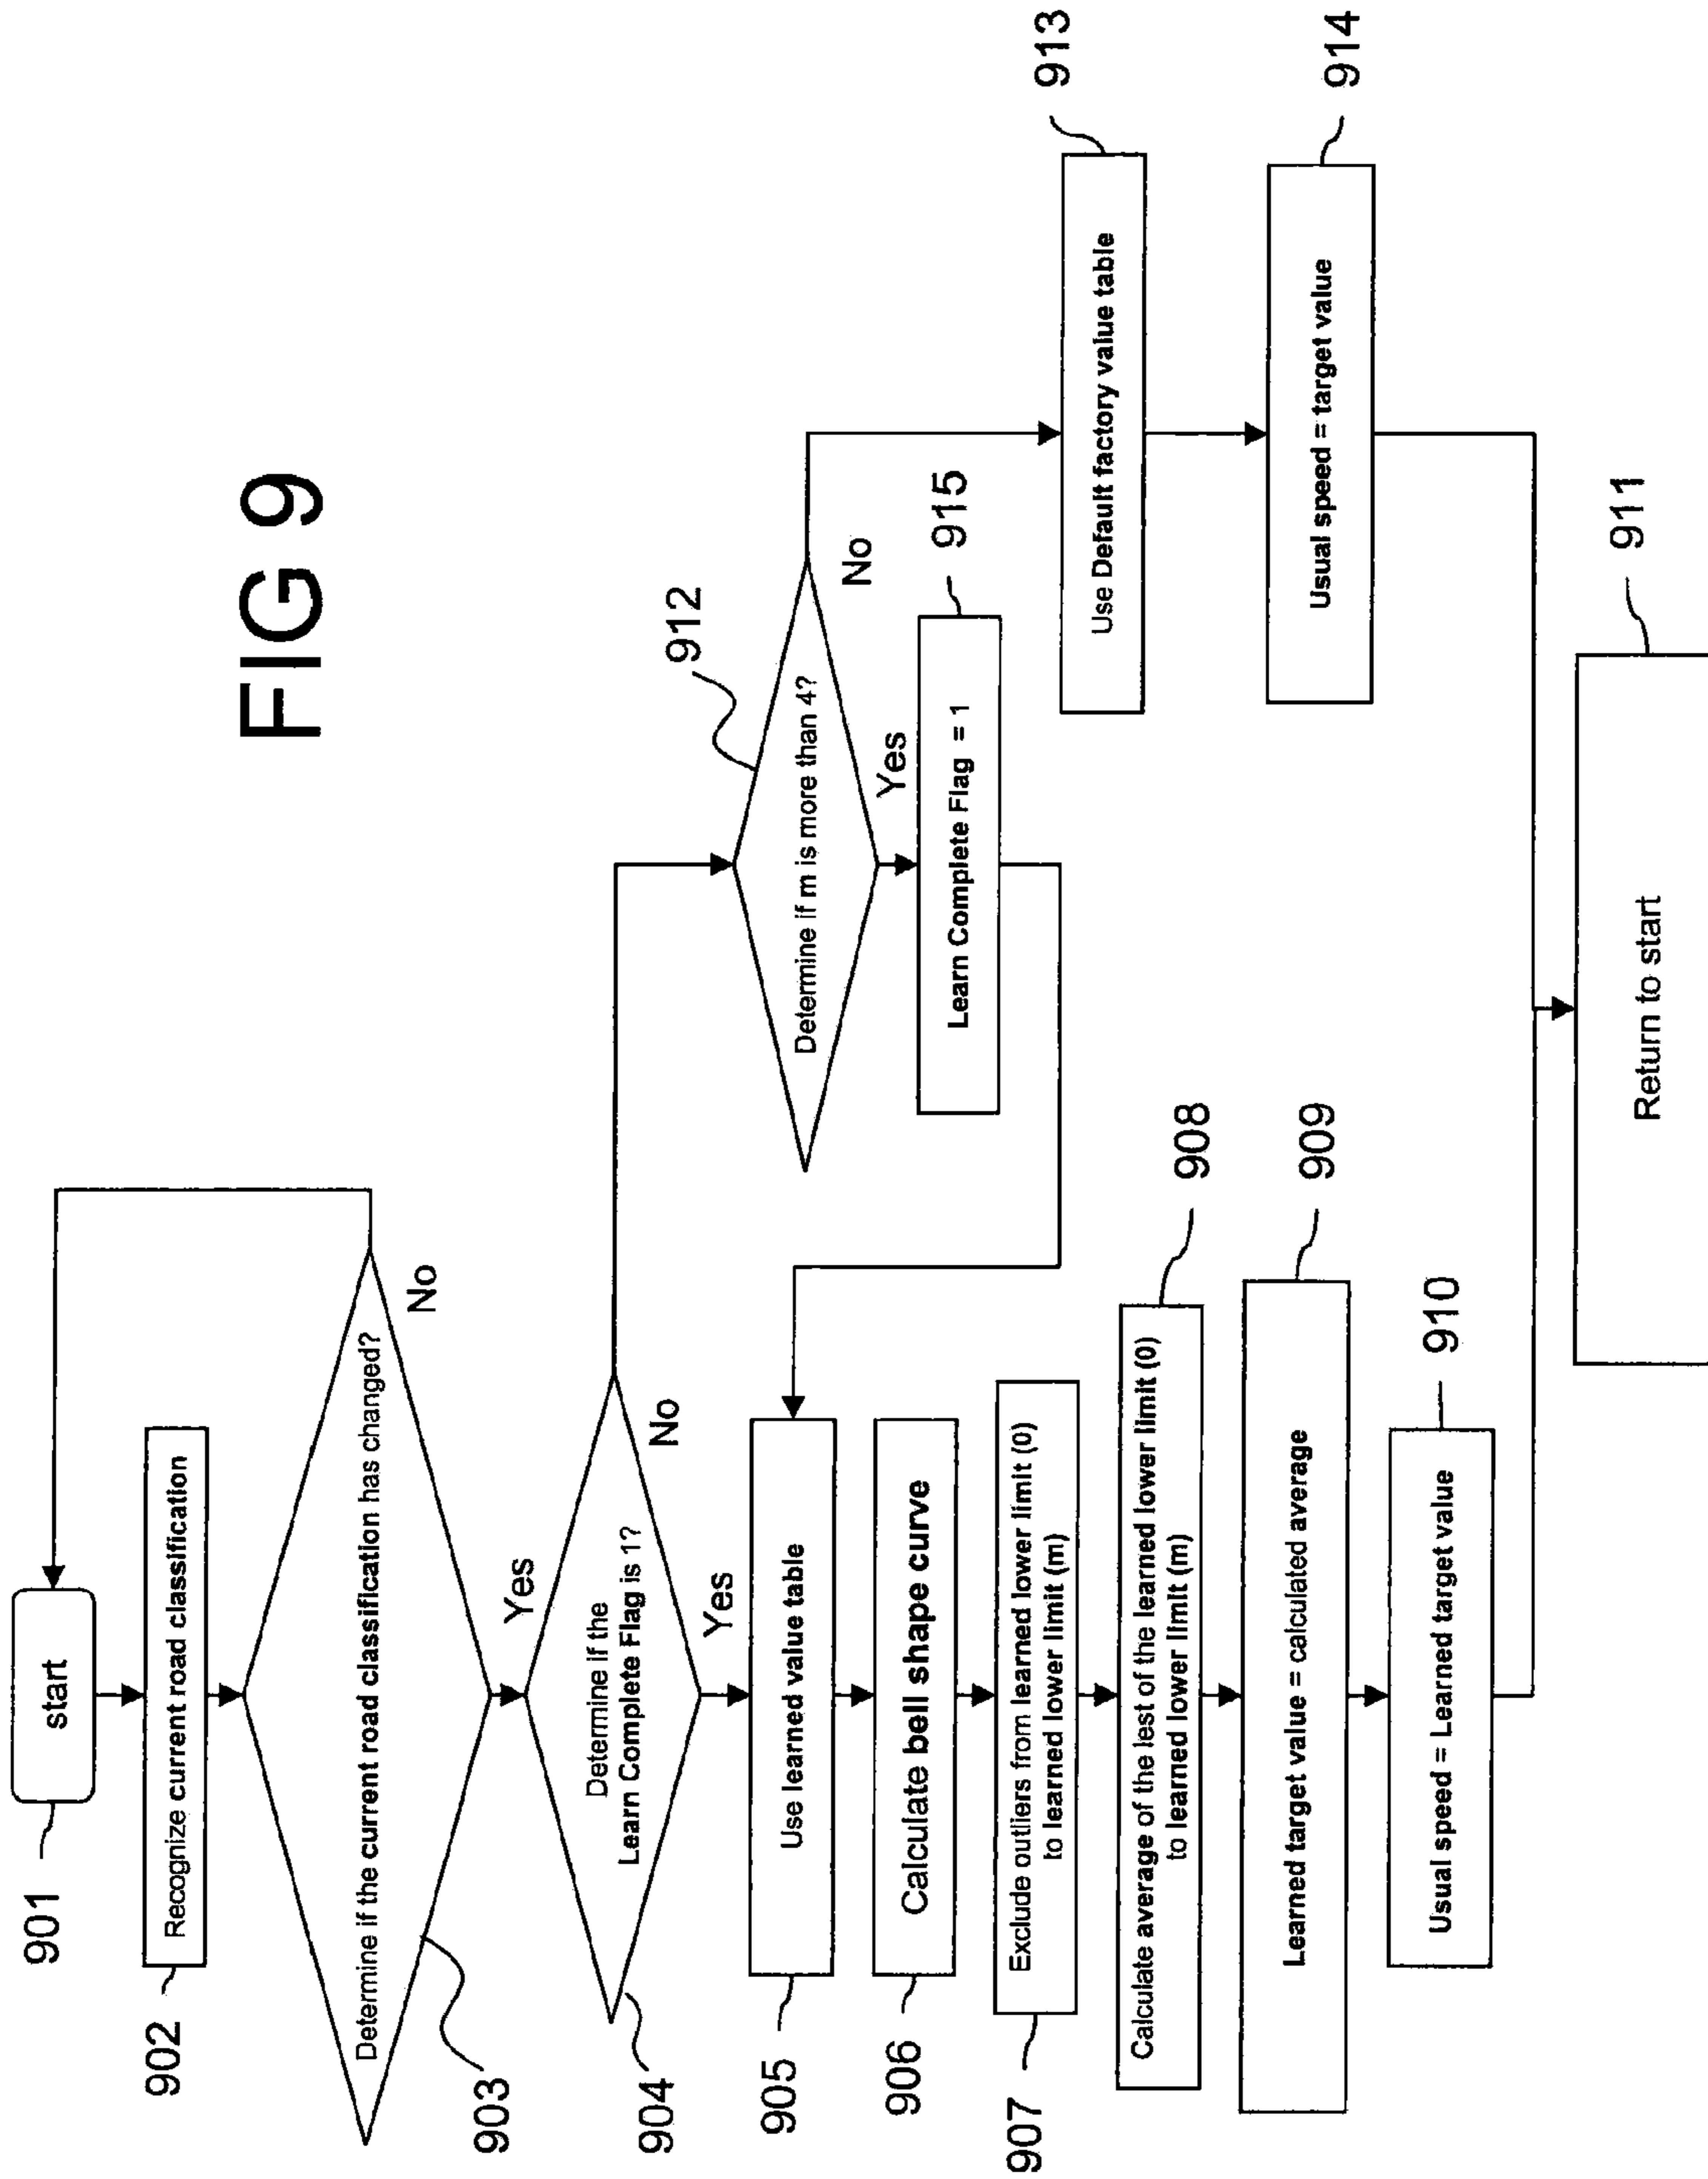 FIG 9
901
start
902
Recognize current road classification
903
Determine if the current road classification has changed?
No
Yes
904
Determine if the
Learn Complete Flag is 1?
No
Yes
905
Use learned value table
906
Calculate bell shape curve
907
Exclude outliers from learned lower limit (0)
to learned lower limit (m)
908
Calculate average of the lest of the learned lower limit (0)
to learned lower limit (m)
909
Learned target value = calculated average
910
Usual speed = Learned target value
912
Determine if m is more than 4?
No
Yes
915
Learn Complete Flag = 1
913
Use Default factory value table
914
Usual speed = target value
911
Return to start